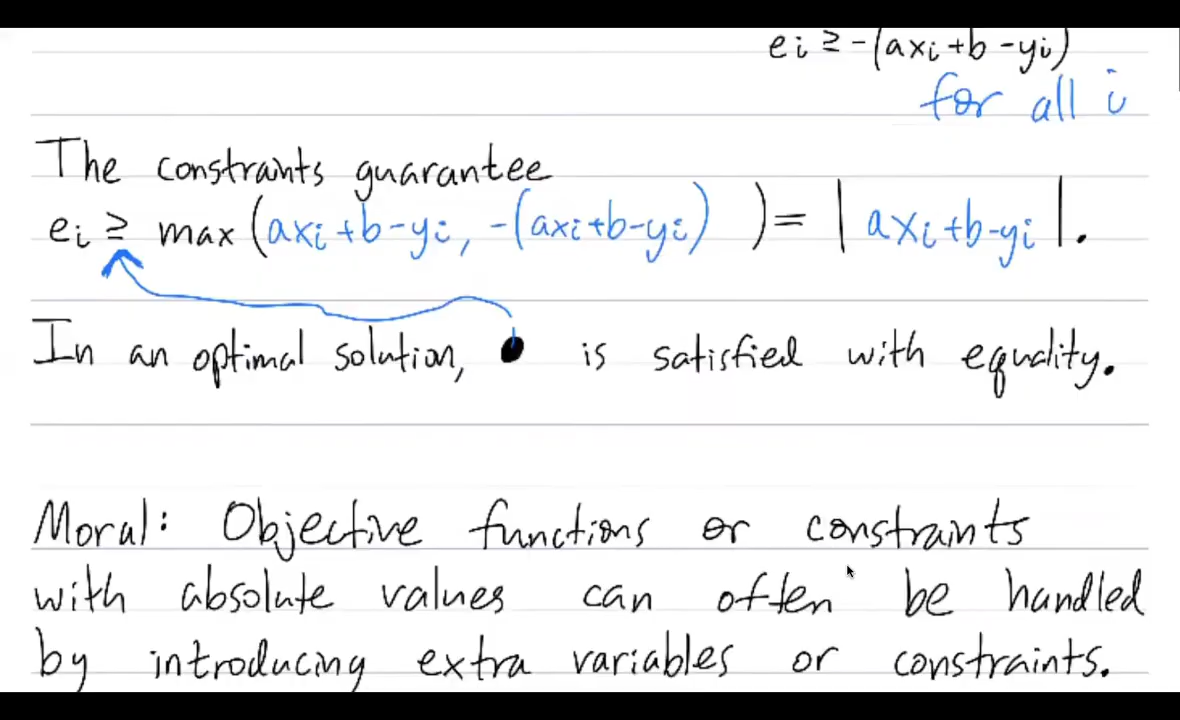 ei ≥ -(axi+b-yi)
for all i
The constraints guarantee
ei ≥ max(axi+b-yi, -(axi+b-yi) ) = | axi+b-yi |.
In an optimal solution, is satisfied with equality.
Moral: Objective functions or constraints
with absolute values can often be handled
by introducing extra variables or constraints.